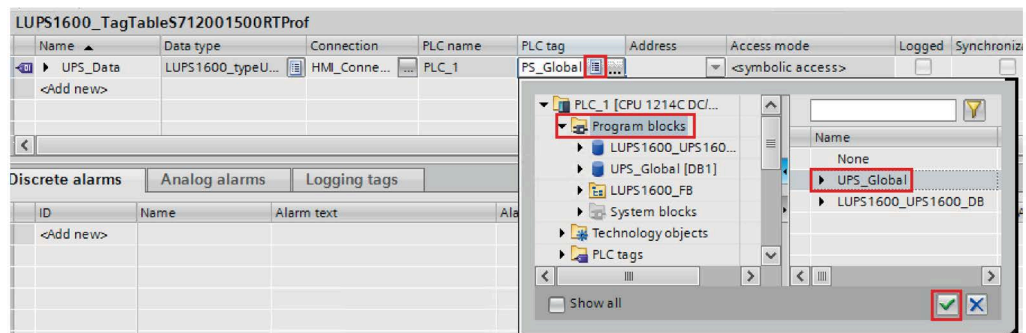 LUPS1600_TagTableS712001500RTProf
Name Data type Connection PLC name PLC tag Address Access mode Logged Synchroniz
UPS_Data LUPS1600_typeU... HMI_Conne... ... PLC_1 PS_Global ... <symbolic access>
<Add new>
PLC_1 [CPU 1214C DC/...
Program blocks
LUPS1600_UPS160...
UPS_Global [DB1]
LUPS1600_FB
System blocks
Technology objects
PLC tags
Show all
Name
None
UPS_Global
LUPS1600_UPS1600_DB
Discrete alarms Analog alarms Logging tags
ID Name Alarm text Ala
<Add new>